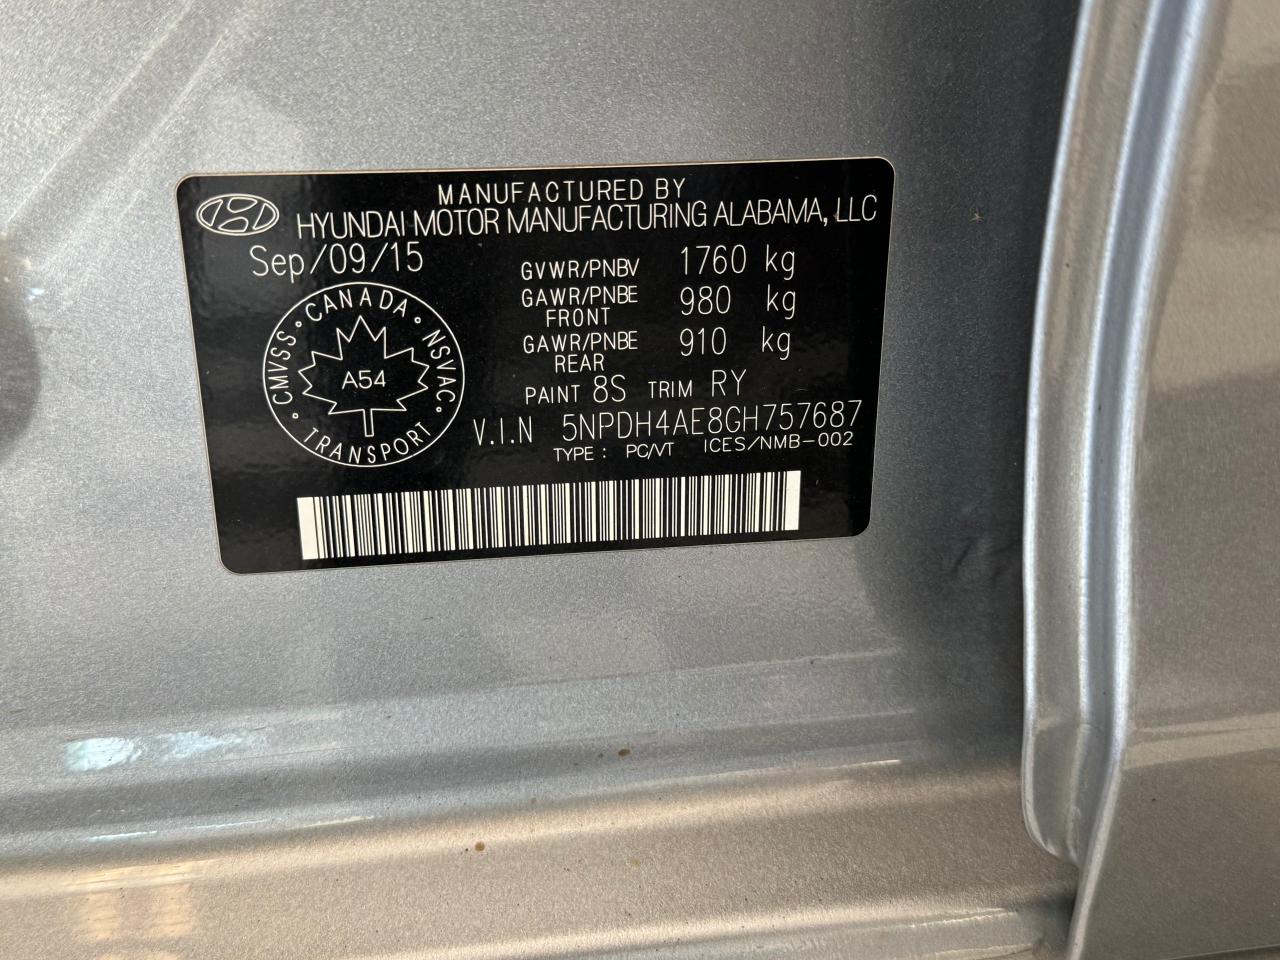 MANUFACTURED BY
HYUNDAI MOTOR MANUFACTURING ALABAMA, LLC
Sep/09/15
GVWR/PNBV 1760 kg
GAWR/PNBE FRONT 980 kg
GAWR/PNBE REAR 910 kg
PAINT 8S TRIM RY
V.I.N 5NPDH4AE8GH757687
TYPE : PC/VT ICES/NMB-002
CANADA • NSVAC • TRANSPORT • CMVSS •
A54